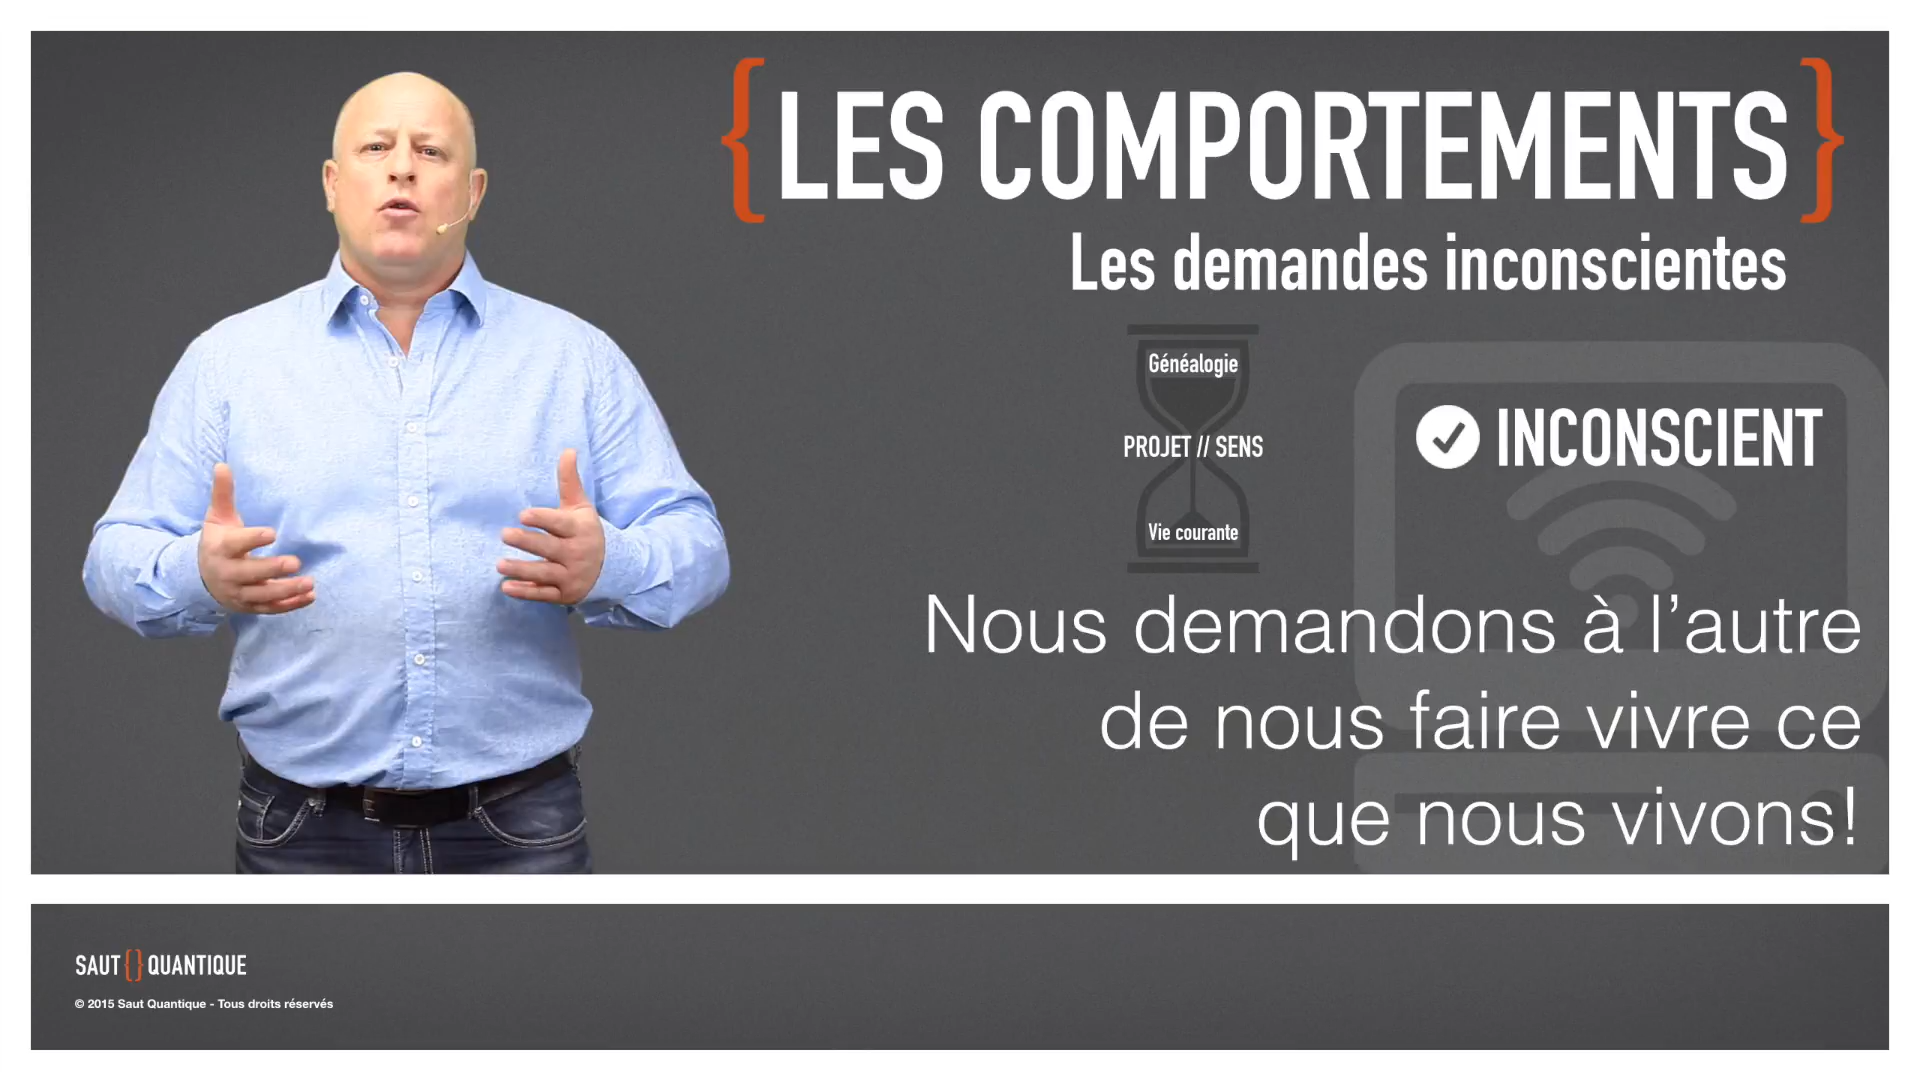 {LES COMPORTEMENTS}
Les demandes inconscientes
Généalogie
PROJET // SENS
Vie courante
INCONSCIENT
Nous demandons à l’autre
de nous faire vivre ce
que nous vivons!
SAUT{}QUANTIQUE
© 2015 Saut Quantique - Tous droits réservés